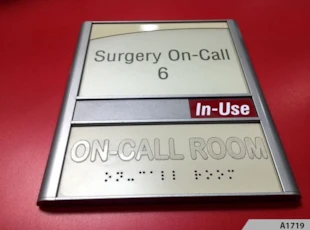 Surgery On-Call
6
In-Use
ON-CALL ROOM
⠕⠝⠤⠉⠁⠇⠇ ⠗⠕⠕⠍
A1719